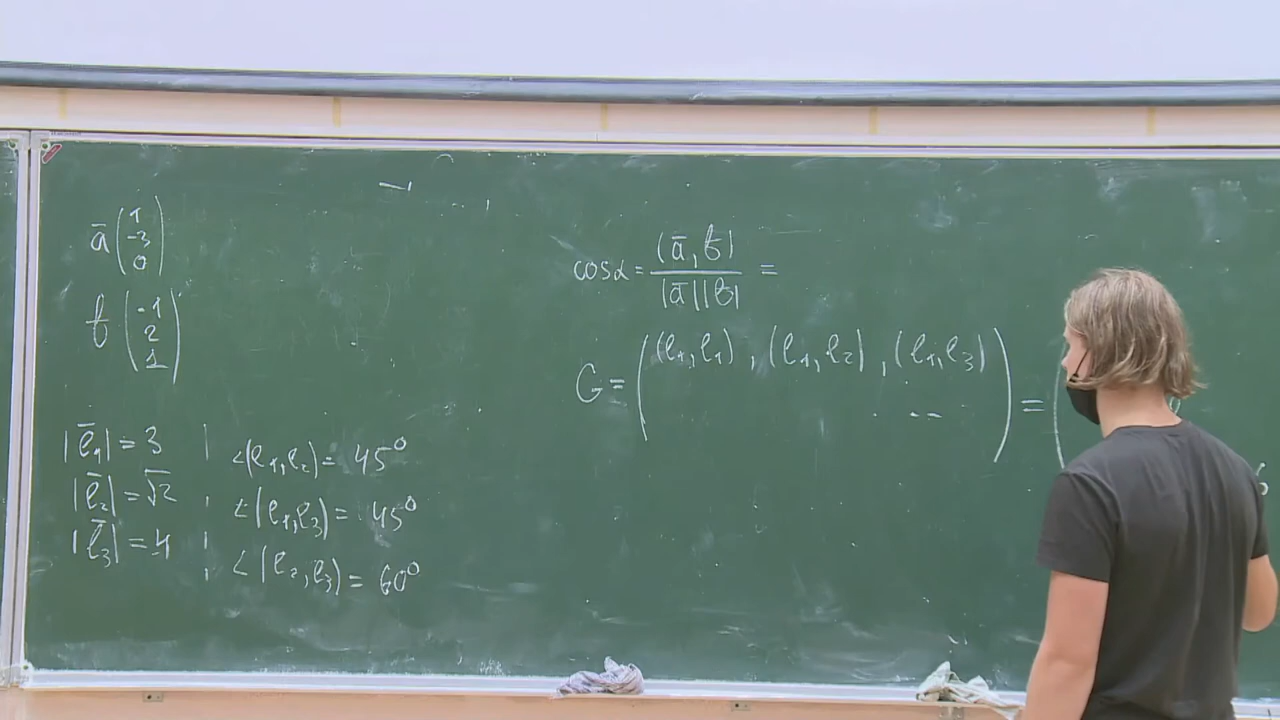 ā ( 1
-3
0 )
b ( -1
2
1 )
|ē₁| = 3
|ē₂| = √2
|ē₃| = 4
∠(e₁,e₂) = 45°
∠(e₁,e₃) = 45°
∠(e₂,e₃) = 60°
cosα = (ā, b) / |ā||b| =
G = ( (e₁,e₁) , (e₁,e₂) , (e₁,e₃)
.. ) = (